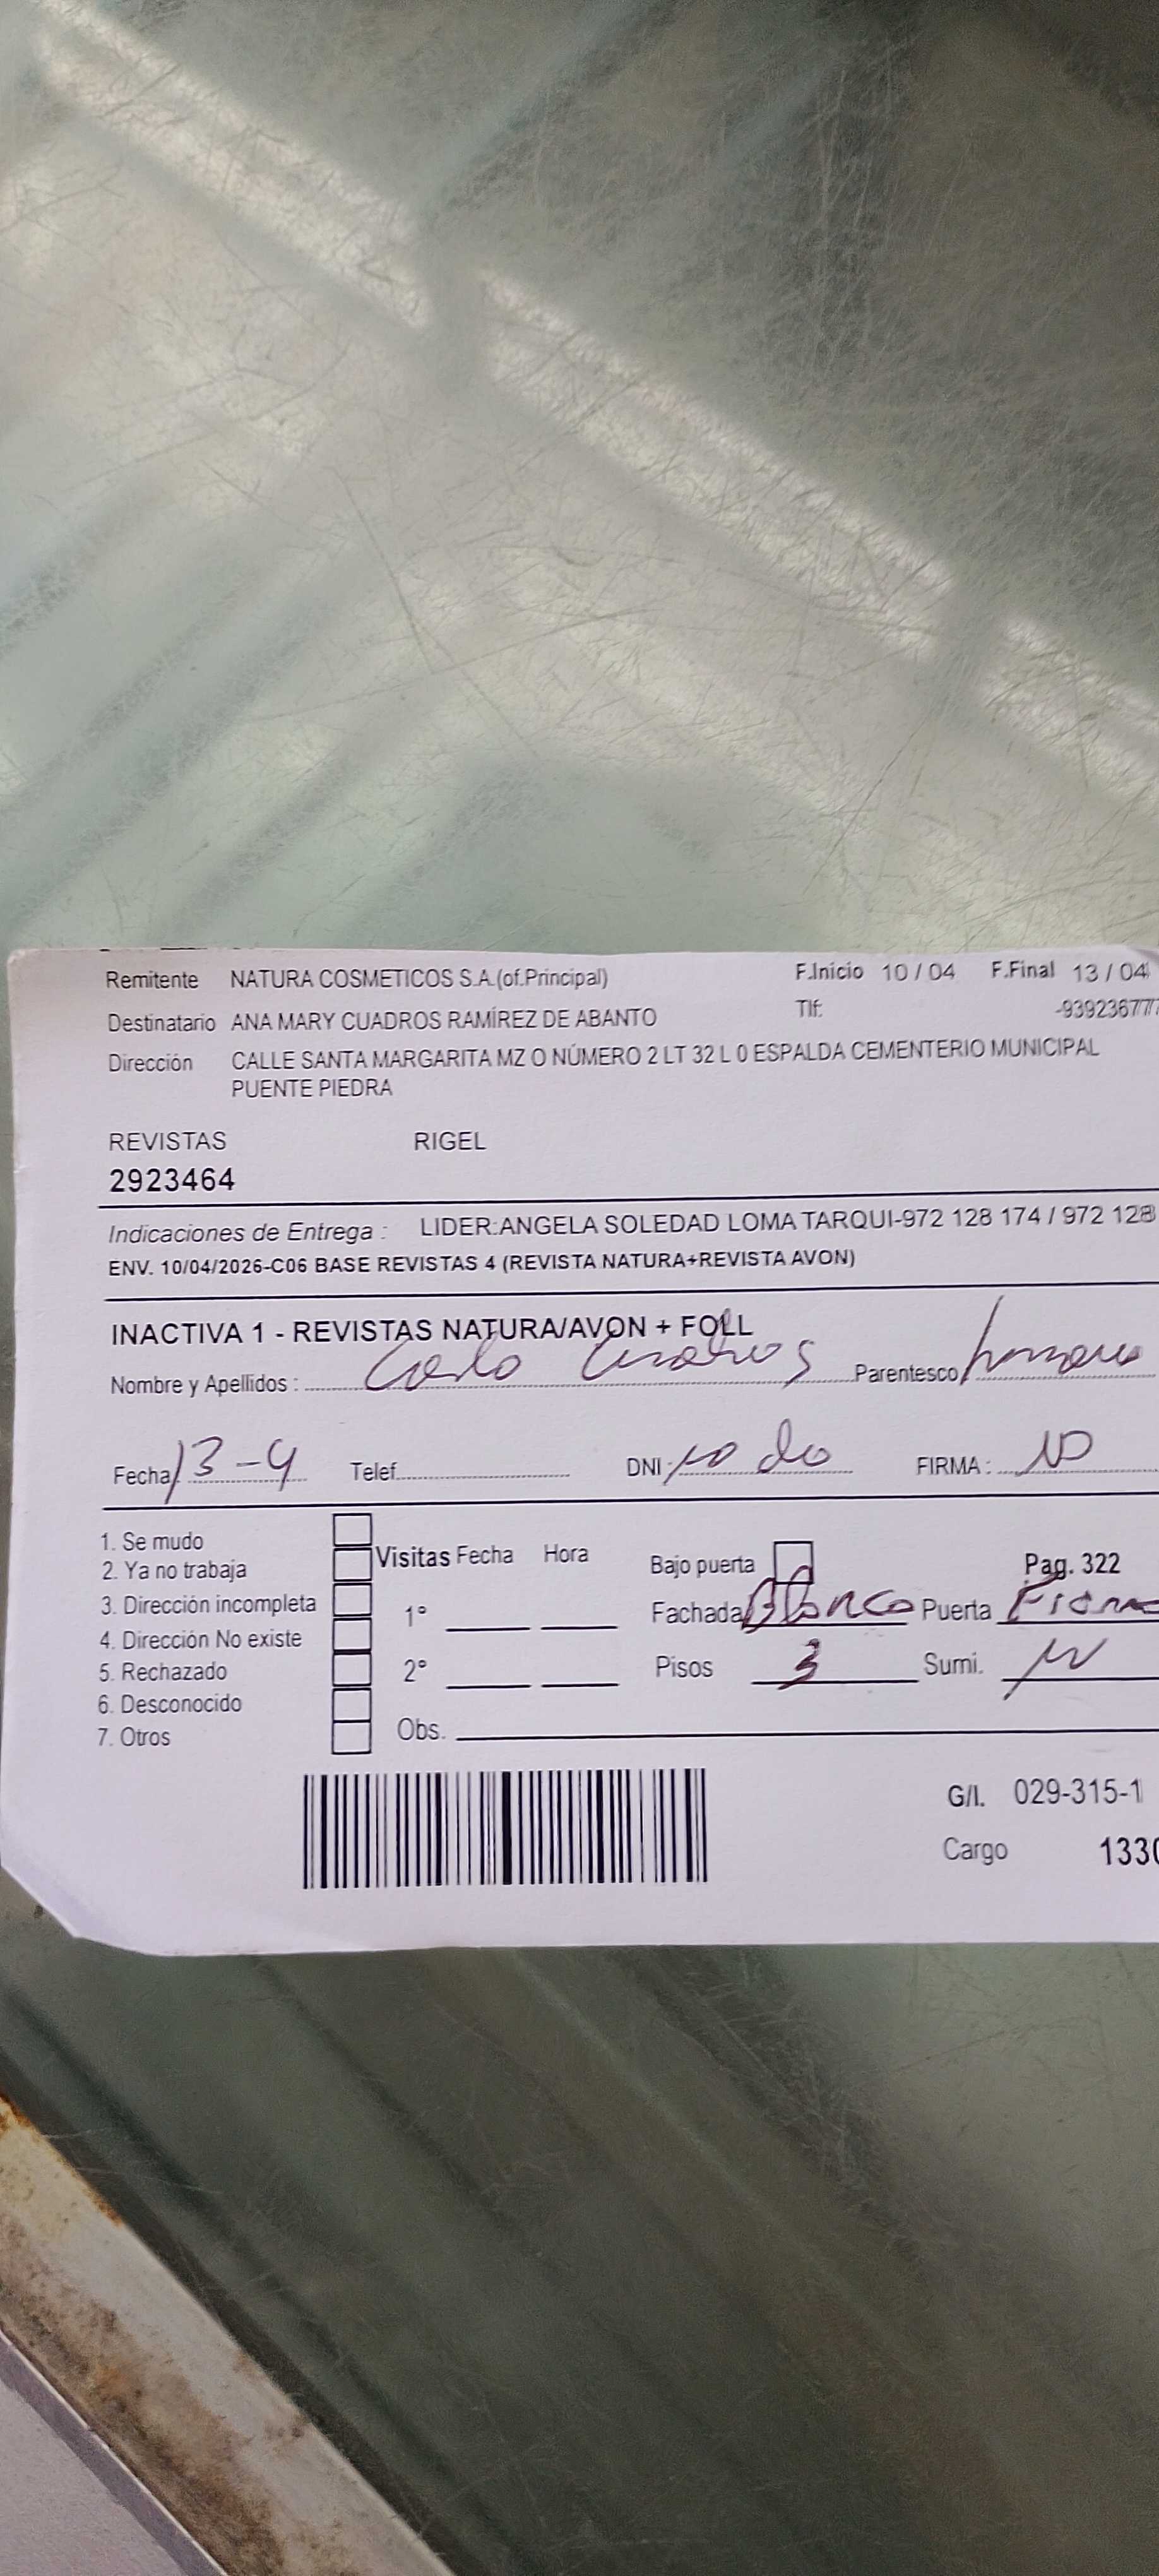 Remitente NATURA COSMETICOS S.A.(of.Principal) F.Inicio 10 / 04 F.Final 13 / 04
Destinatario ANA MARY CUADROS RAMÍREZ DE ABANTO Tlf:
Dirección CALLE SANTA MARGARITA MZ O NÚMERO 2 LT 32 L 0 ESPALDA CEMENTERIO MUNICIPAL
PUENTE PIEDRA
REVISTAS RIGEL
2923464
Indicaciones de Entrega : LIDER:ANGELA SOLEDAD LOMA TARQUI-972 128 174 / 972 128
ENV. 10/04/2026-C06 BASE REVISTAS 4 (REVISTA NATURA+REVISTA AVON)
INACTIVA 1 - REVISTAS NATURA/AVON + FOLL
Nombre y Apellidos : Cuadros Parentesco
Fecha 13-4 Telef. DNI: no dio FIRMA :
1. Se mudo
2. Ya no trabaja Visitas Fecha Hora Bajo puerta Pag. 322
3. Dirección incompleta 1° Fachada Blanco Puerta
4. Dirección No existe
5. Rechazado 2° Pisos 3 Sumi.
6. Desconocido
7. Otros Obs.
G/I. 029-315-1
Cargo 1330